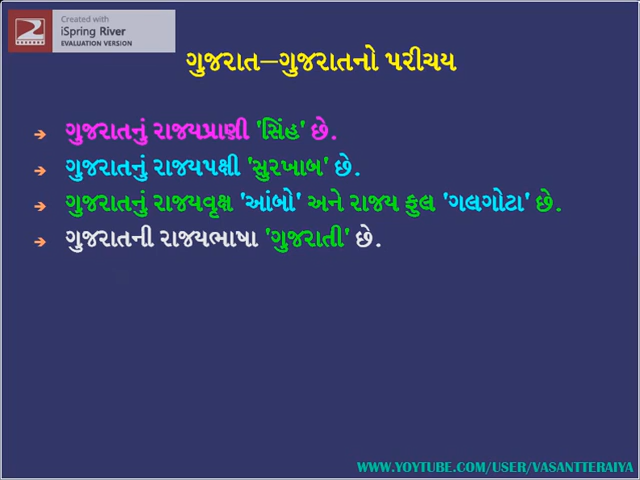 Created with
iSpring River
EVALUATION VERSION
ગુજરાત–ગુજરાતનો પરીચય
ગુજરાતનું રાજ્યપ્રાણી 'સિંહ' છે.
ગુજરાતનું રાજ્યપક્ષી 'સુરખાબ' છે.
ગુજરાતનું રાજ્યવૃક્ષ 'આંબો' અને રાજ્ય ફુલ 'ગલગોટા' છે.
ગુજરાતની રાજ્યભાષા 'ગુજરાતી' છે.
WWW.YOYTUBE.COM/USER/VASANTTERAIYA